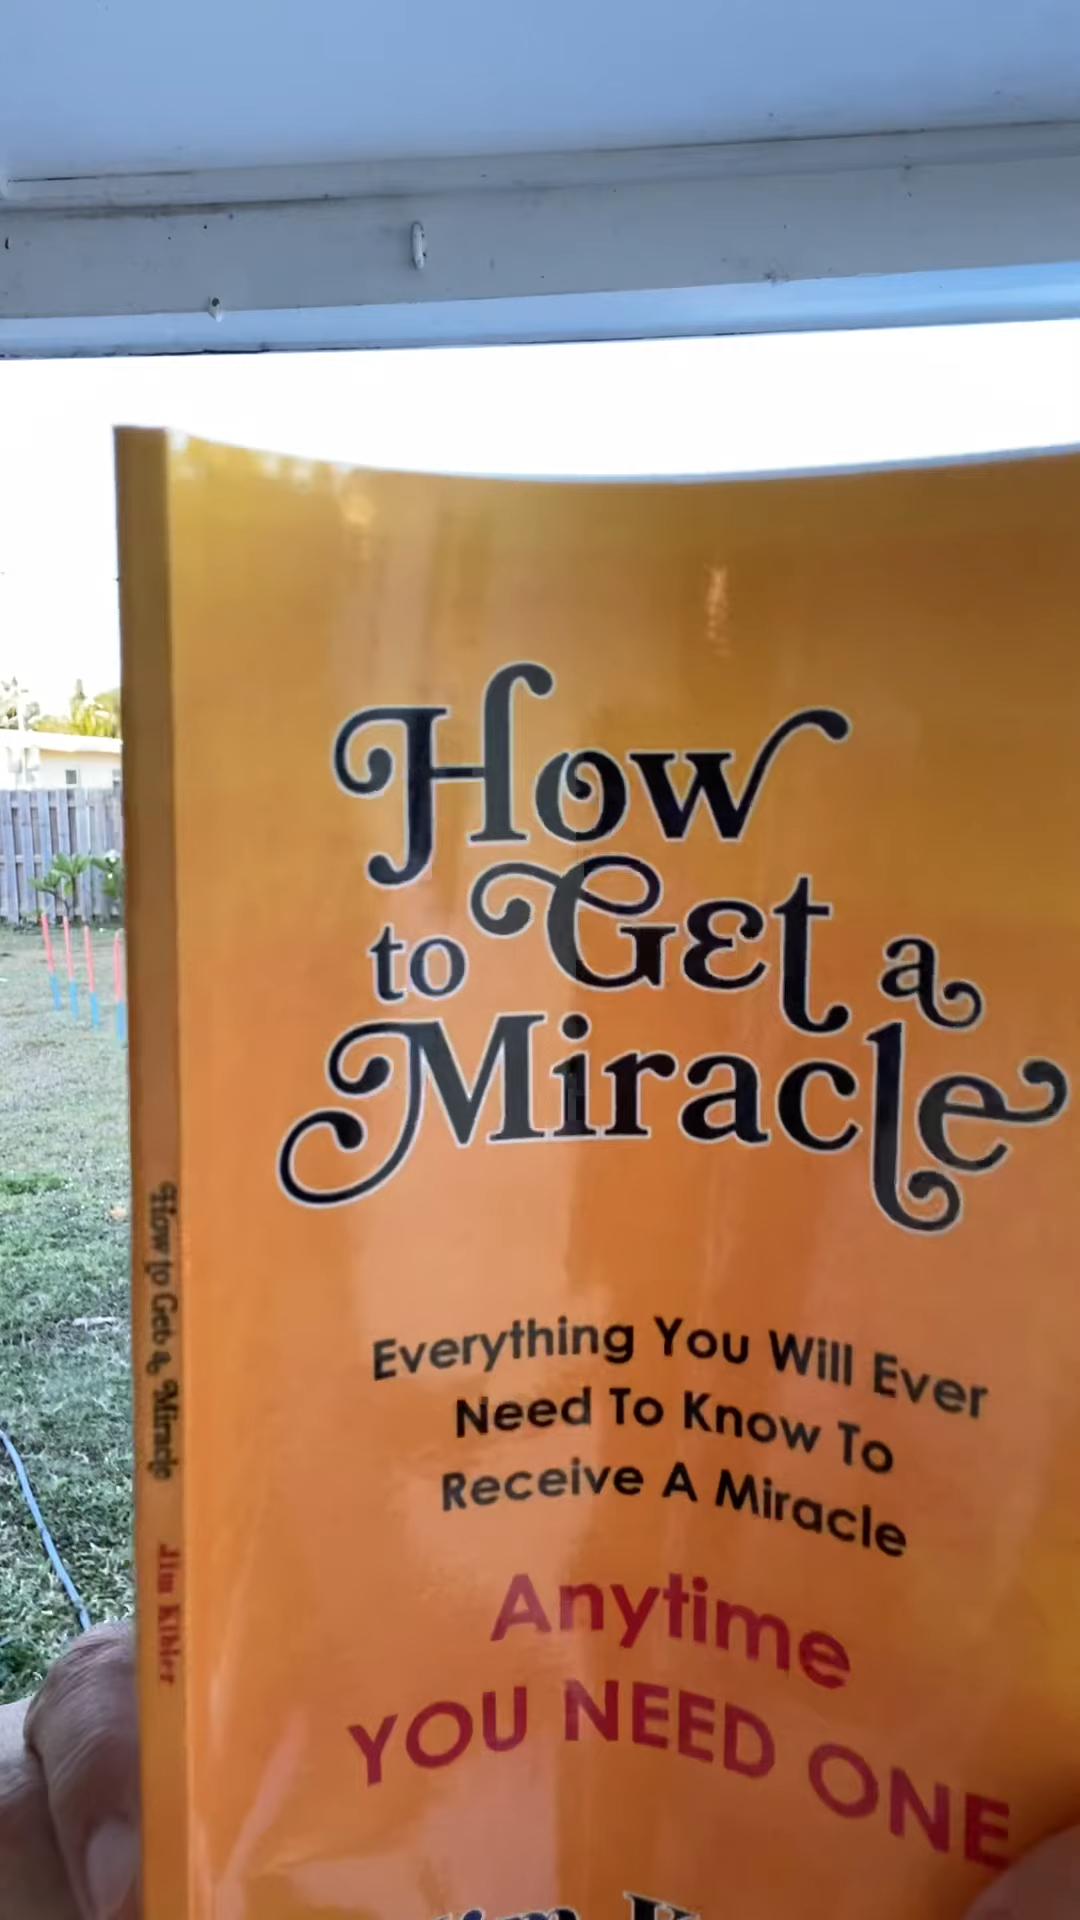 How
to Get a
Miracle
Everything You Will Ever
Need To Know To
Receive A Miracle
Anytime
YOU NEED ONE
How to Get a Miracle Jim Kibler